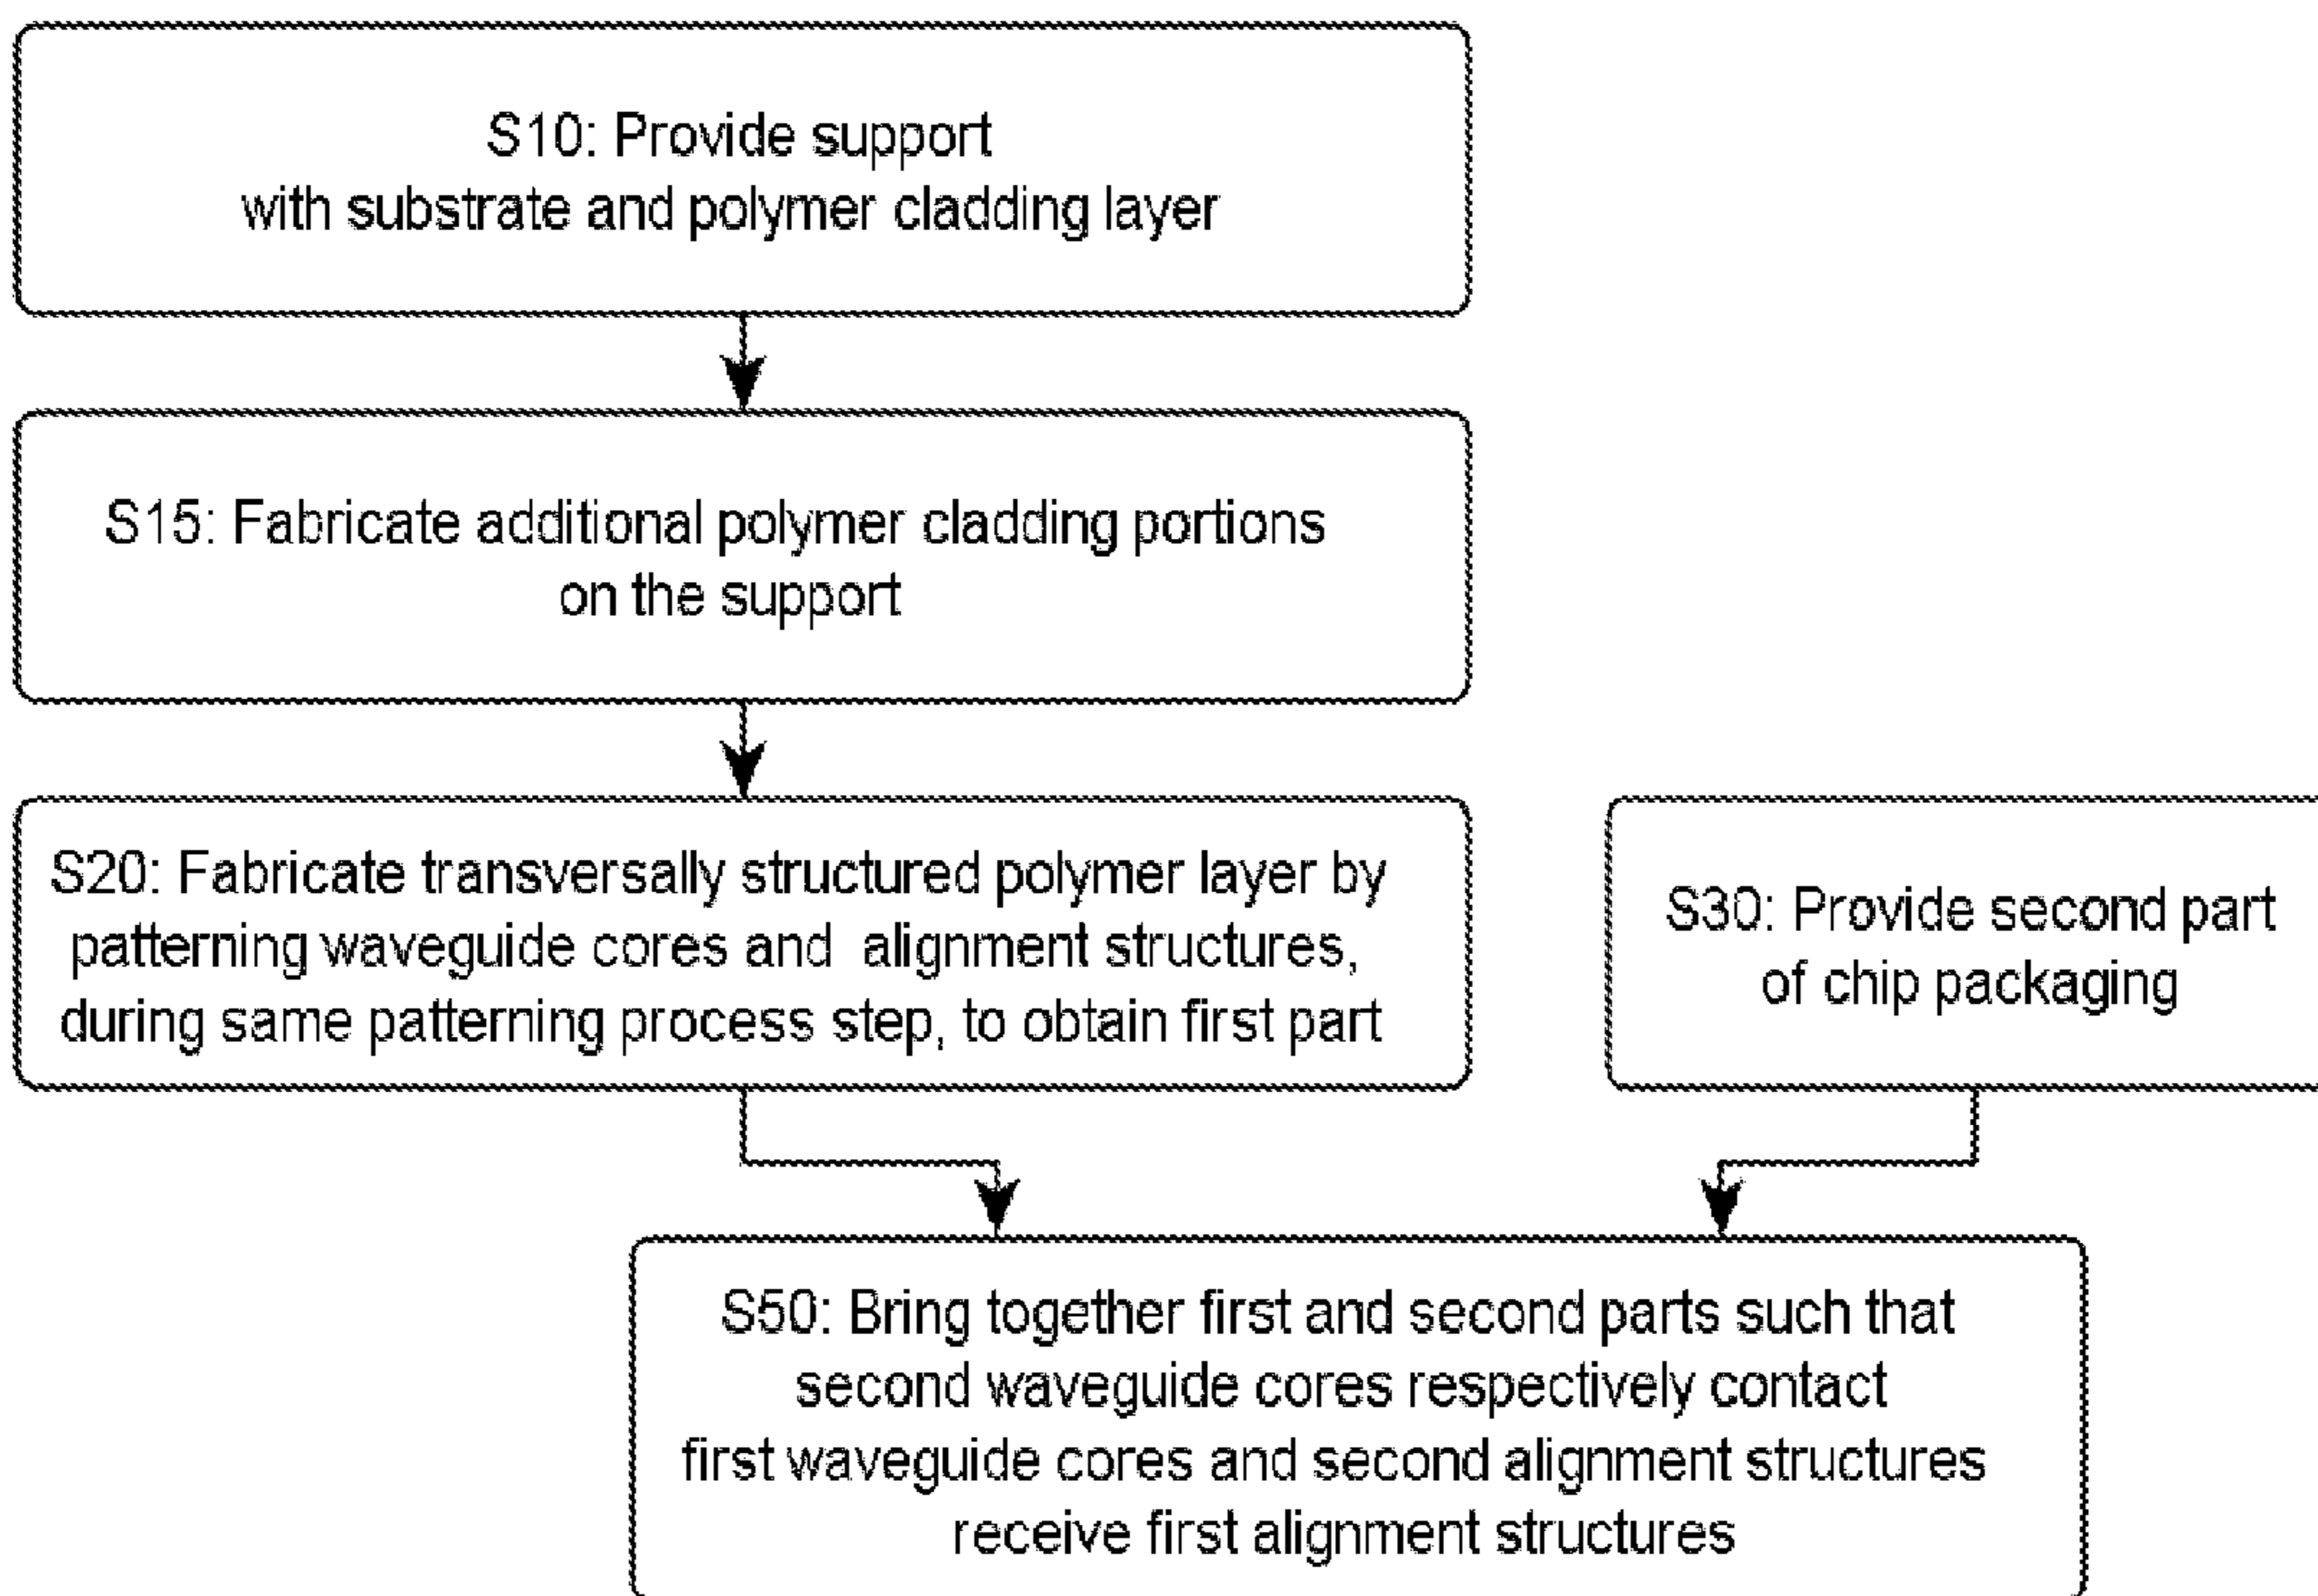 S10: Provide support
with substrate and polymer cladding layer
S15: Fabricate additional polymer cladding portions
on the support
S20: Fabricate transversally structured polymer layer by
patterning waveguide cores and alignment structures,
during same patterning process step, to obtain first part
S30: Provide second part
of chip packaging
S50: Bring together first and second parts such that
second waveguide cores respectively contact
first waveguide cores and second alignment structures
receive first alignment structures